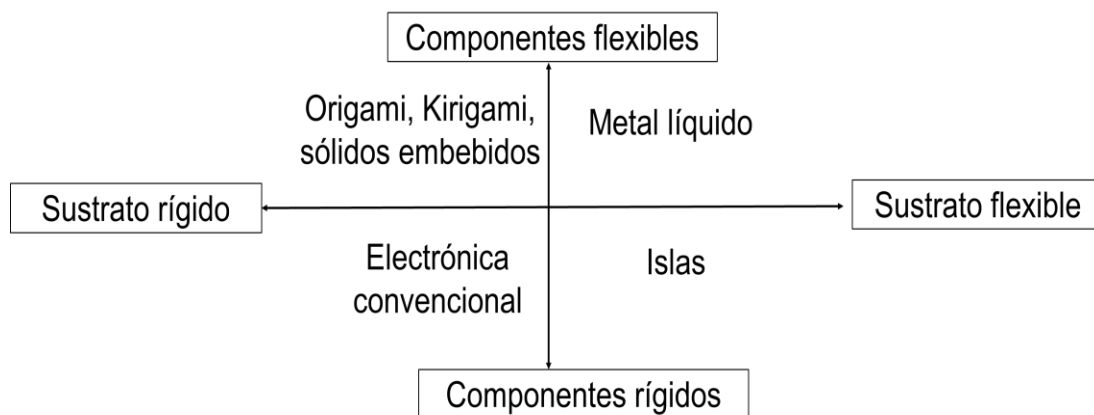 Componentes flexibles
Origami, Kirigami,
sólidos embebidos
Metal líquido
Sustrato rígido
Sustrato flexible
Electrónica
convencional
Islas
Componentes rígidos